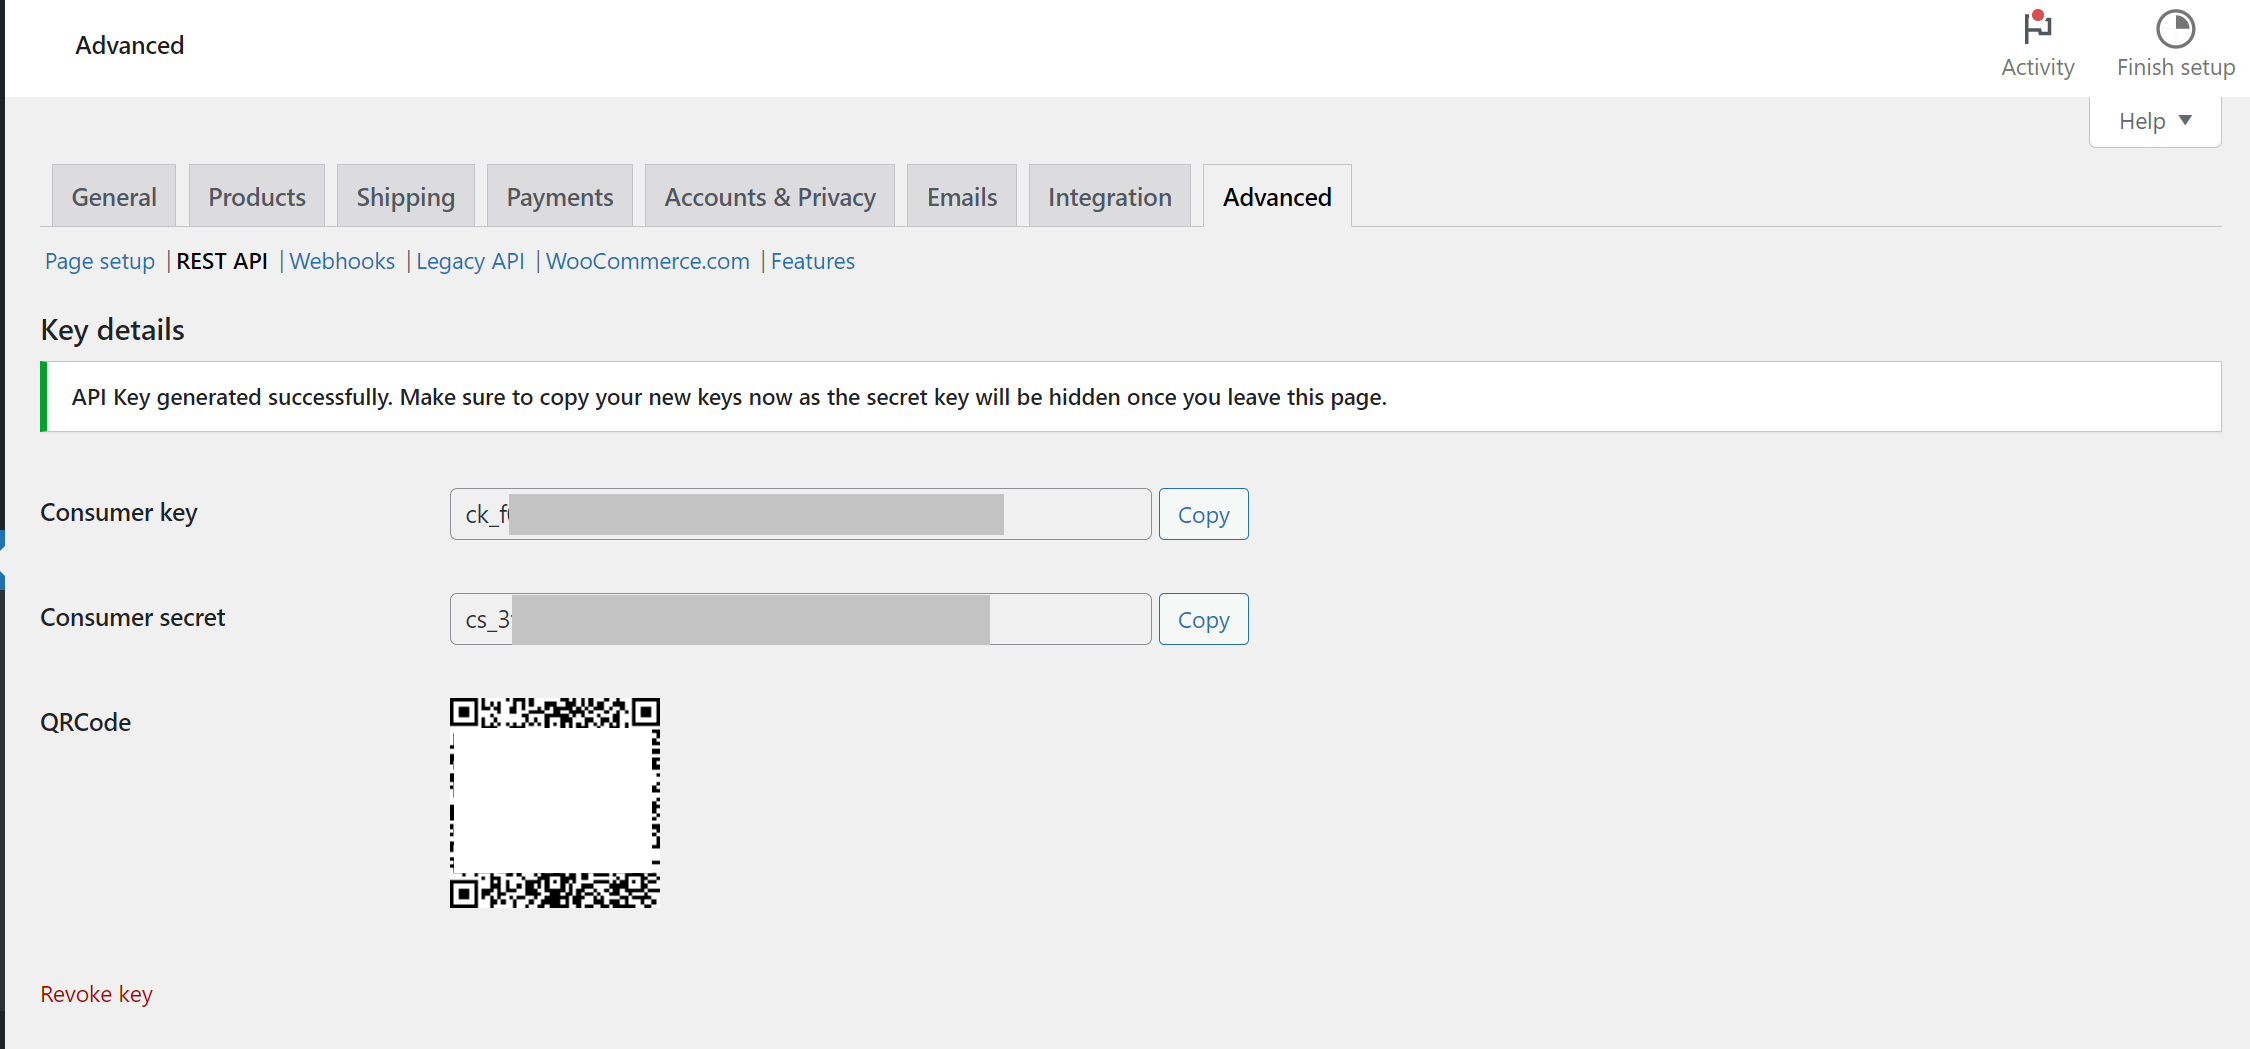 Advanced
Activity
Finish setup
Help
General Products Shipping Payments Accounts & Privacy Emails Integration Advanced
Page setup | REST API | Webhooks | Legacy API | WooCommerce.com | Features
Key details
API Key generated successfully. Make sure to copy your new keys now as the secret key will be hidden once you leave this page.
Consumer key
ck_f
Copy
Consumer secret
cs_3
Copy
QRCode
Revoke key